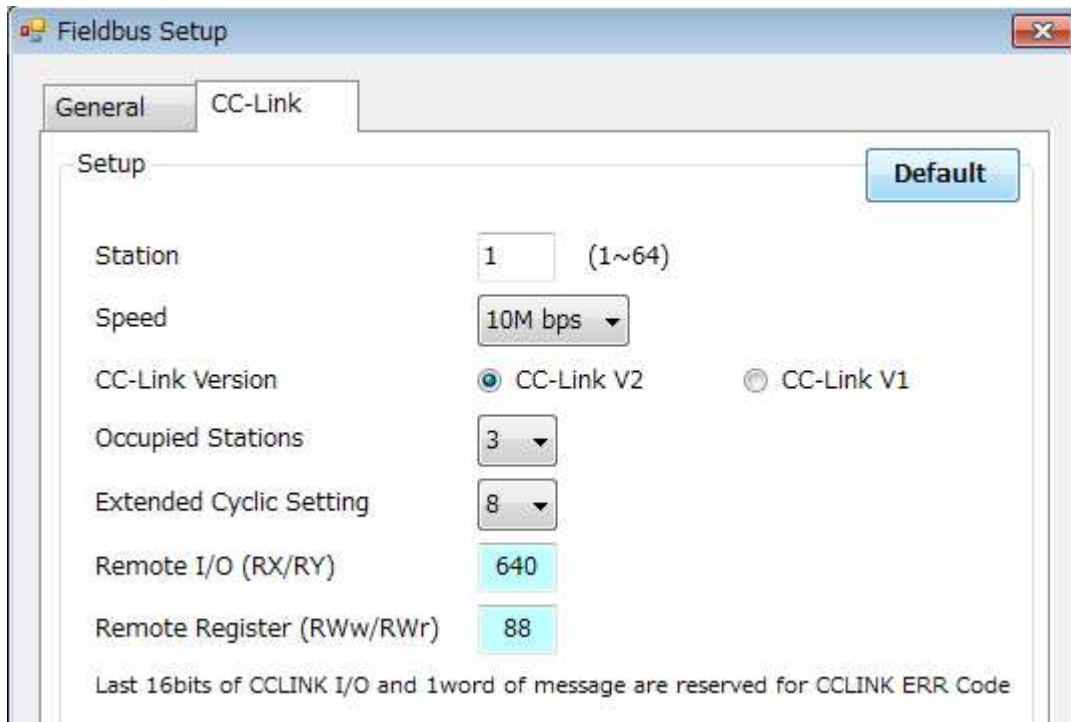 Fieldbus Setup
General CC-Link
Setup Default
Station 1 (1~64)
Speed 10M bps
CC-Link Version CC-Link V2 CC-Link V1
Occupied Stations 3
Extended Cyclic Setting 8
Remote I/O (RX/RY) 640
Remote Register (RWw/RWr) 88
Last 16bits of CCLINK I/O and 1word of message are reserved for CCLINK ERR Code